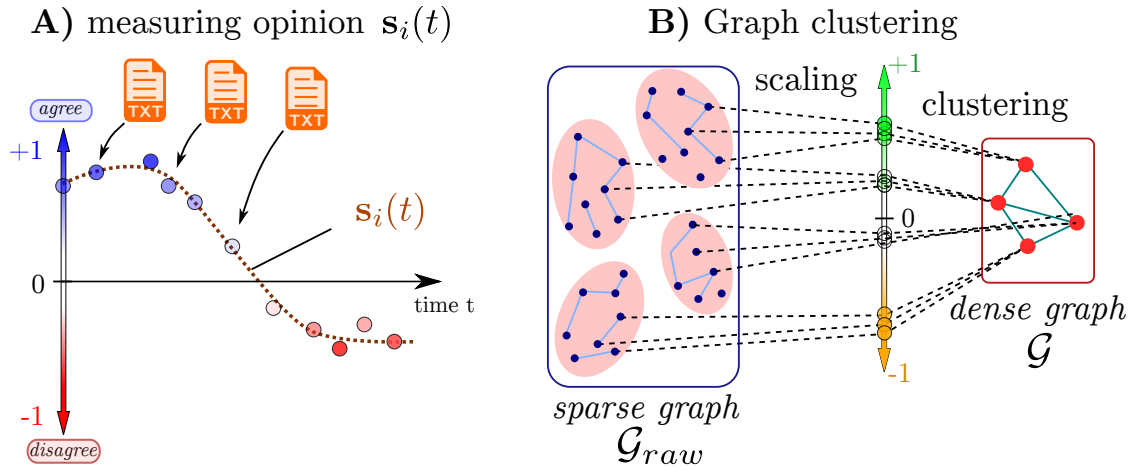 A) measuring opinion s_i(t)
TXT
TXT
TXT
agree
+1
s_i(t)
0
time t
-1
disagree
B) Graph clustering
scaling
+1
clustering
0
-1
sparse graph
G_raw
dense graph
G